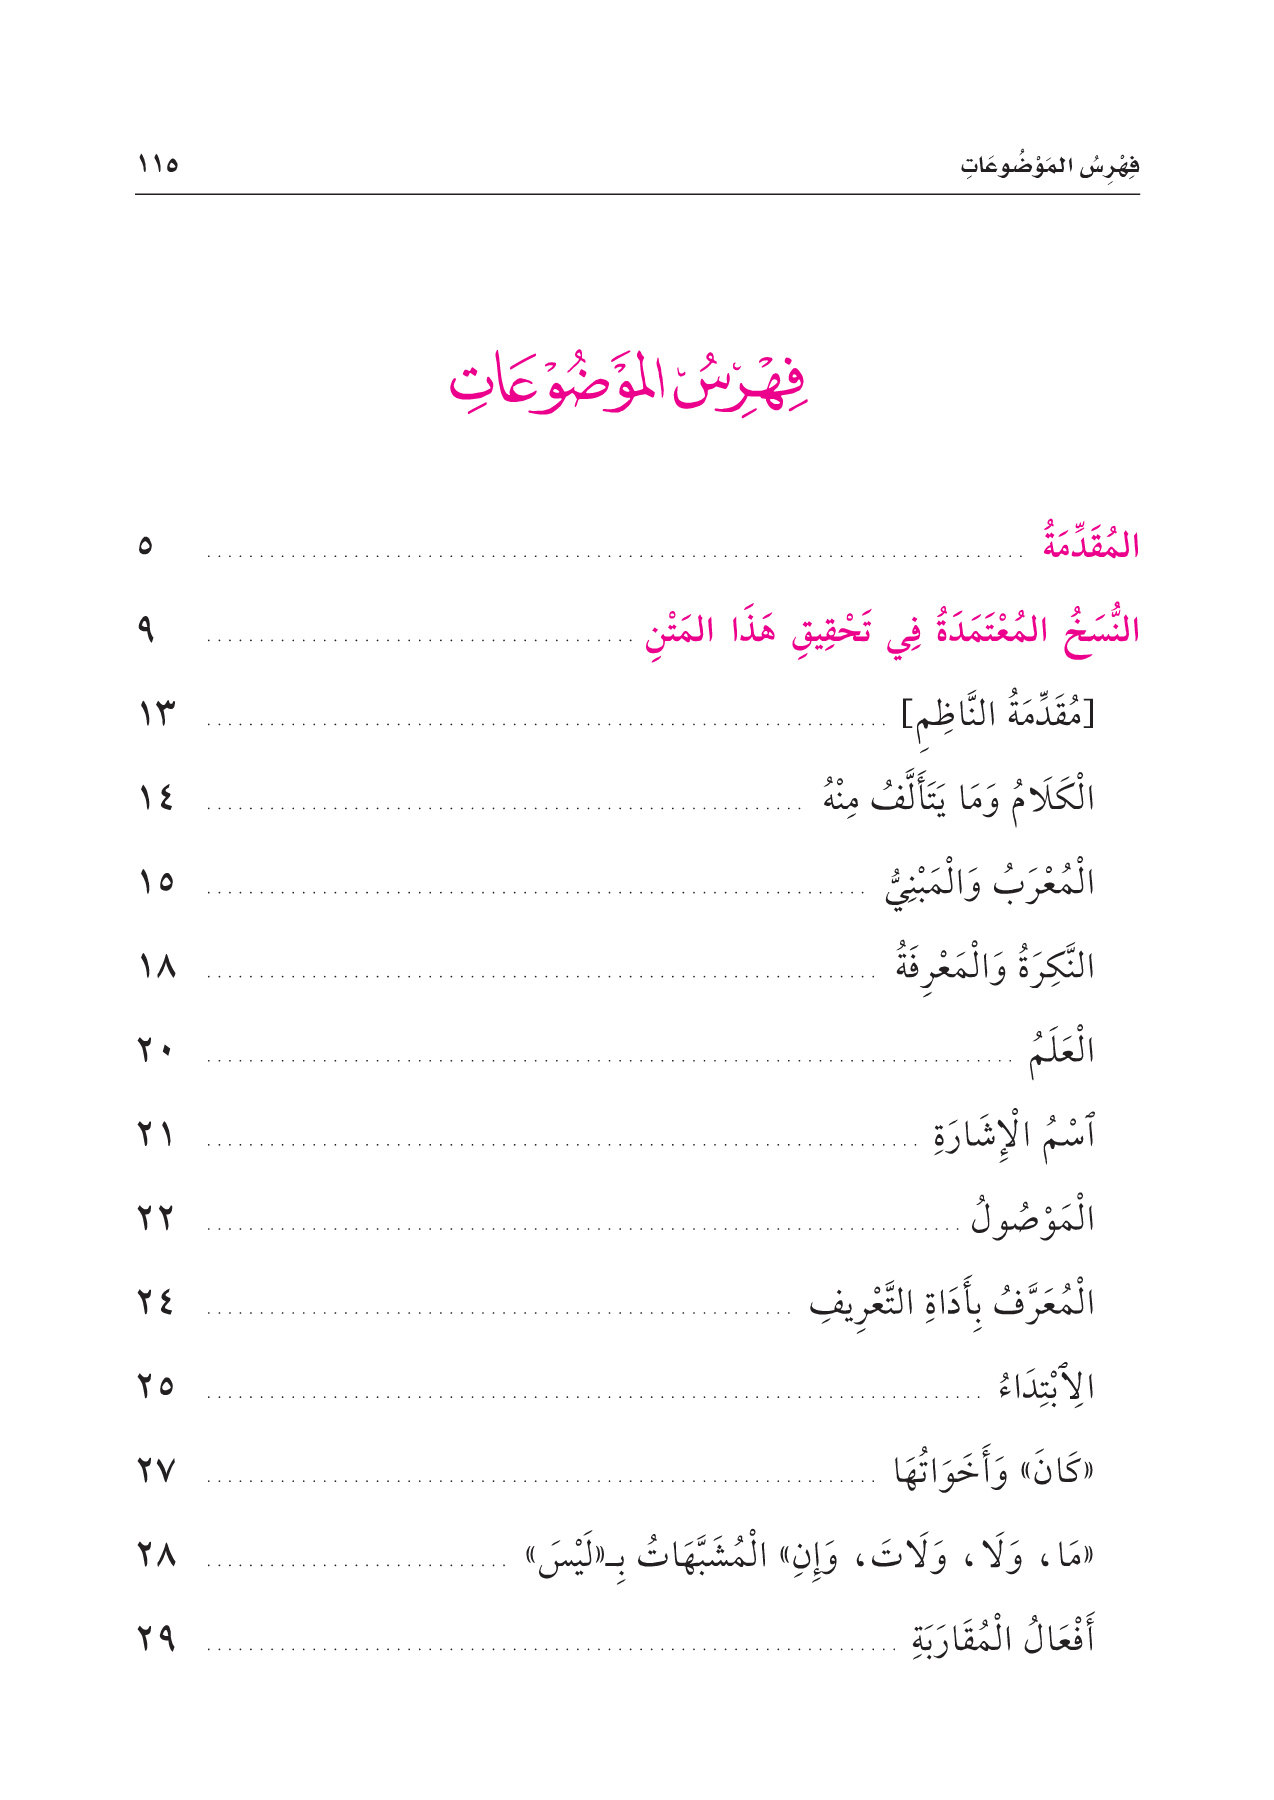 فِهْرِسُ المَوْضُوعَاتِ ١١٥
فِهْرِسُ المَوْضُوْعَاتِ
المُقَدِّمَةُ ٥
النُّسَخُ المُعْتَمَدَةُ فِي تَحْقِيقِ هَذَا المَتْنِ ٩
[مُقَدِّمَةُ النَّاظِمِ] ١٣
الْكَلَامُ وَمَا يَتَأَلَّفُ مِنْهُ ١٤
الْمُعْرَبُ وَالْمَبْنِيُّ ١٥
النَّكِرَةُ وَالْمَعْرِفَةُ ١٨
الْعَلَمُ ٢٠
ٱسْمُ الْإِشَارَةِ ٢١
الْمَوْصُولُ ٢٢
الْمُعَرَّفُ بِأَدَاةِ التَّعْرِيفِ ٢٤
الِٱبْتِدَاءُ ٢٥
«كَانَ» وَأَخَوَاتُهَا ٢٧
«مَا، وَلَا، وَلَاتَ، وَإِنِ» الْمُشَبَّهَاتُ بِـ«لَيْسَ» ٢٨
أَفْعَالُ الْمُقَارَبَةِ ٢٩